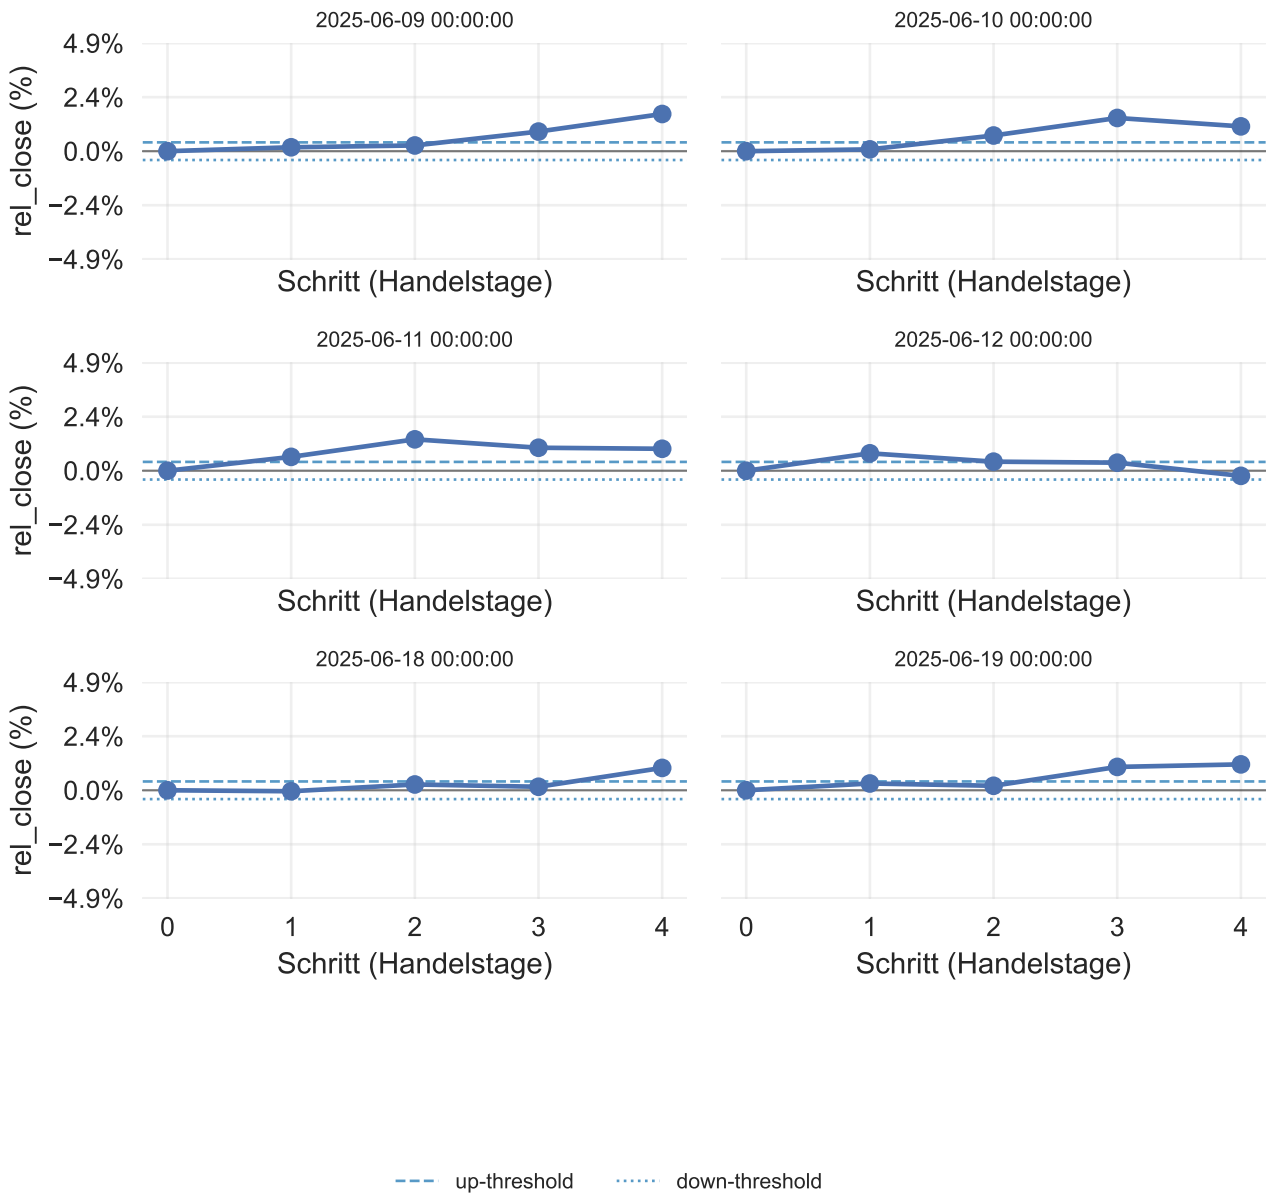 2025-06-09 00:00:00
2025-06-10 00:00:00
4.9%
2.4%
0.0%
−2.4%
−4.9%
rel_close (%)
Schritt (Handelstage)
Schritt (Handelstage)
2025-06-11 00:00:00
2025-06-12 00:00:00
4.9%
2.4%
0.0%
−2.4%
−4.9%
rel_close (%)
Schritt (Handelstage)
Schritt (Handelstage)
2025-06-18 00:00:00
2025-06-19 00:00:00
4.9%
2.4%
0.0%
−2.4%
−4.9%
rel_close (%)
0 1 2 3 4
0 1 2 3 4
Schritt (Handelstage)
Schritt (Handelstage)
up-threshold
down-threshold